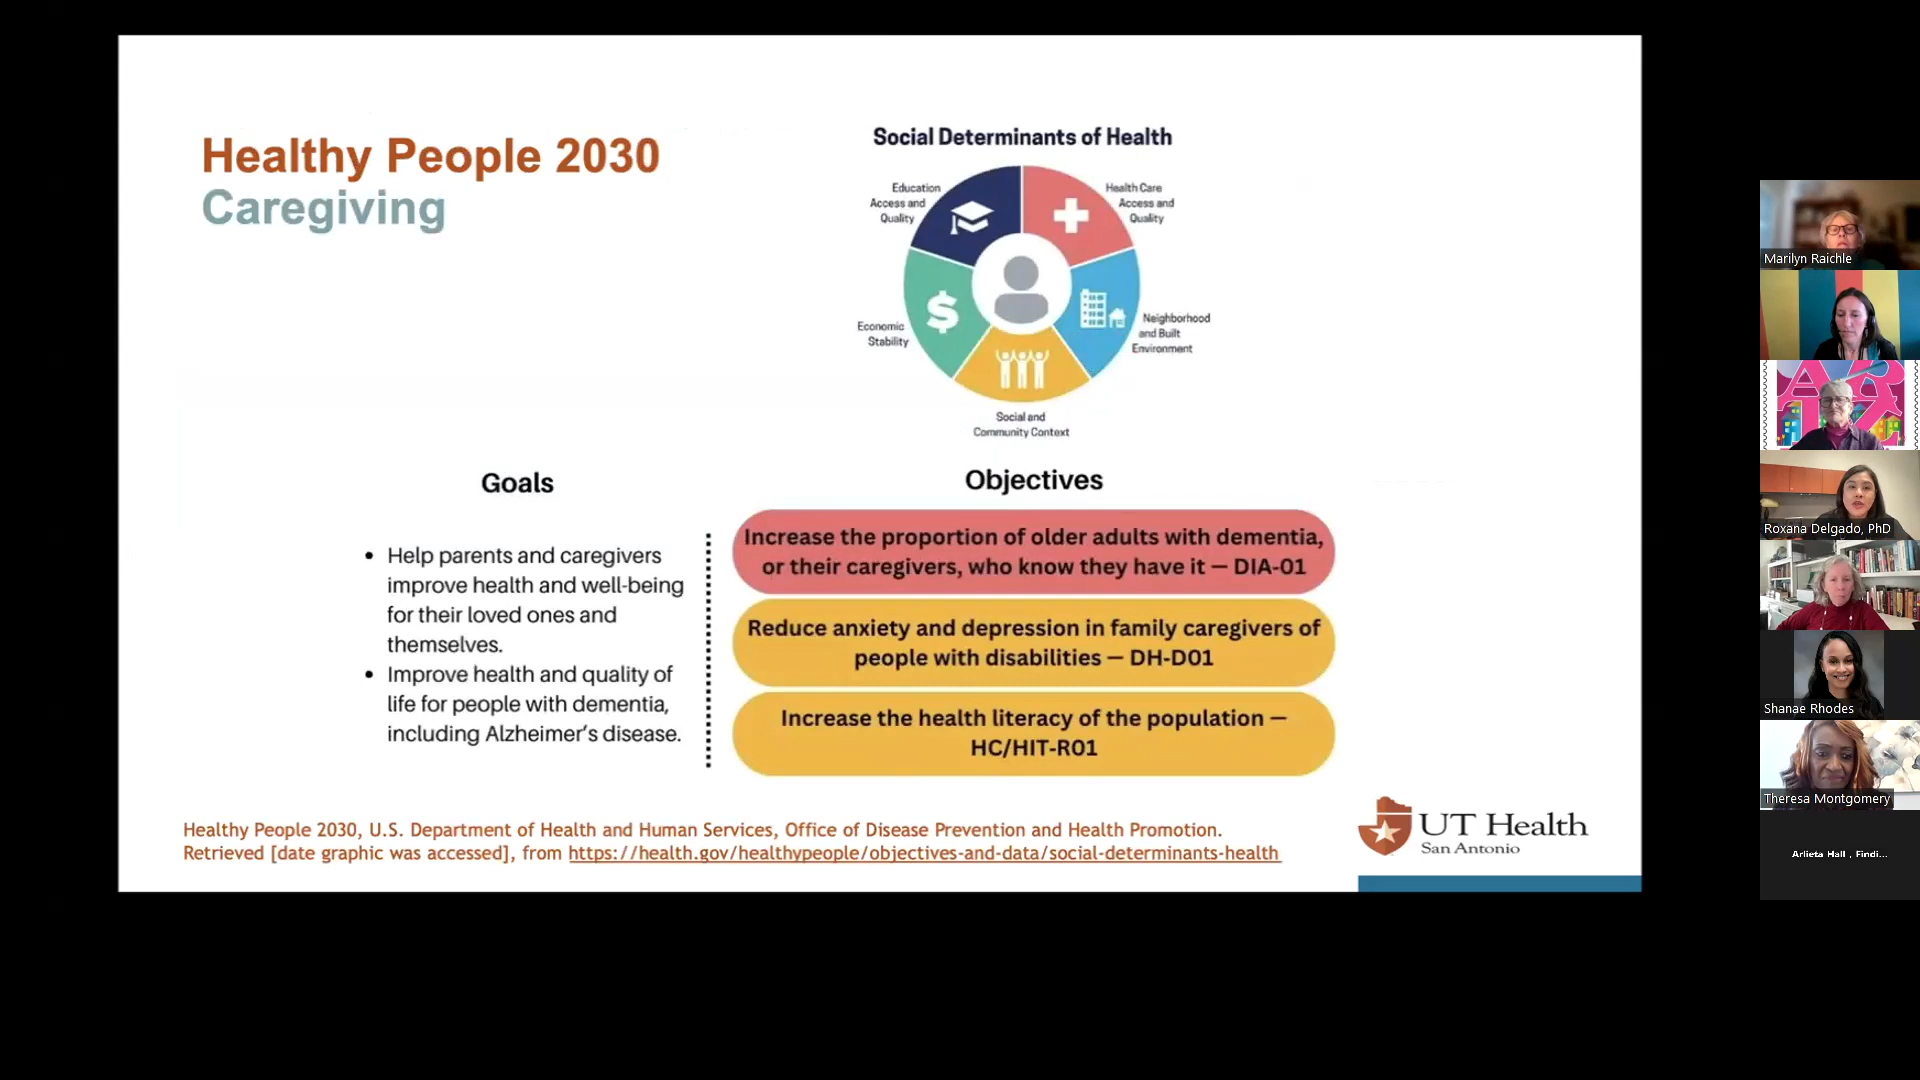 Healthy People 2030
Caregiving
Social Determinants of Health
Education
Access and
Quality
Health Care
Access and
Quality
Economic
Stability
Neighborhood
and Built
Environment
Social and
Community Context
Goals
• Help parents and caregivers
improve health and well-being
for their loved ones and
themselves.
• Improve health and quality of
life for people with dementia,
including Alzheimer's disease.
Objectives
Increase the proportion of older adults with dementia,
or their caregivers, who know they have it — DIA-01
Reduce anxiety and depression in family caregivers of
people with disabilities — DH-D01
Increase the health literacy of the population —
HC/HIT-R01
Healthy People 2030, U.S. Department of Health and Human Services, Office of Disease Prevention and Health Promotion.
Retrieved [date graphic was accessed], from https://health.gov/healthypeople/objectives-and-data/social-determinants-health
UT Health
San Antonio
Marilyn Raichle
Roxana Delgado, PhD
Shanae Rhodes
Theresa Montgomery
Arlieta Hall , Findi...